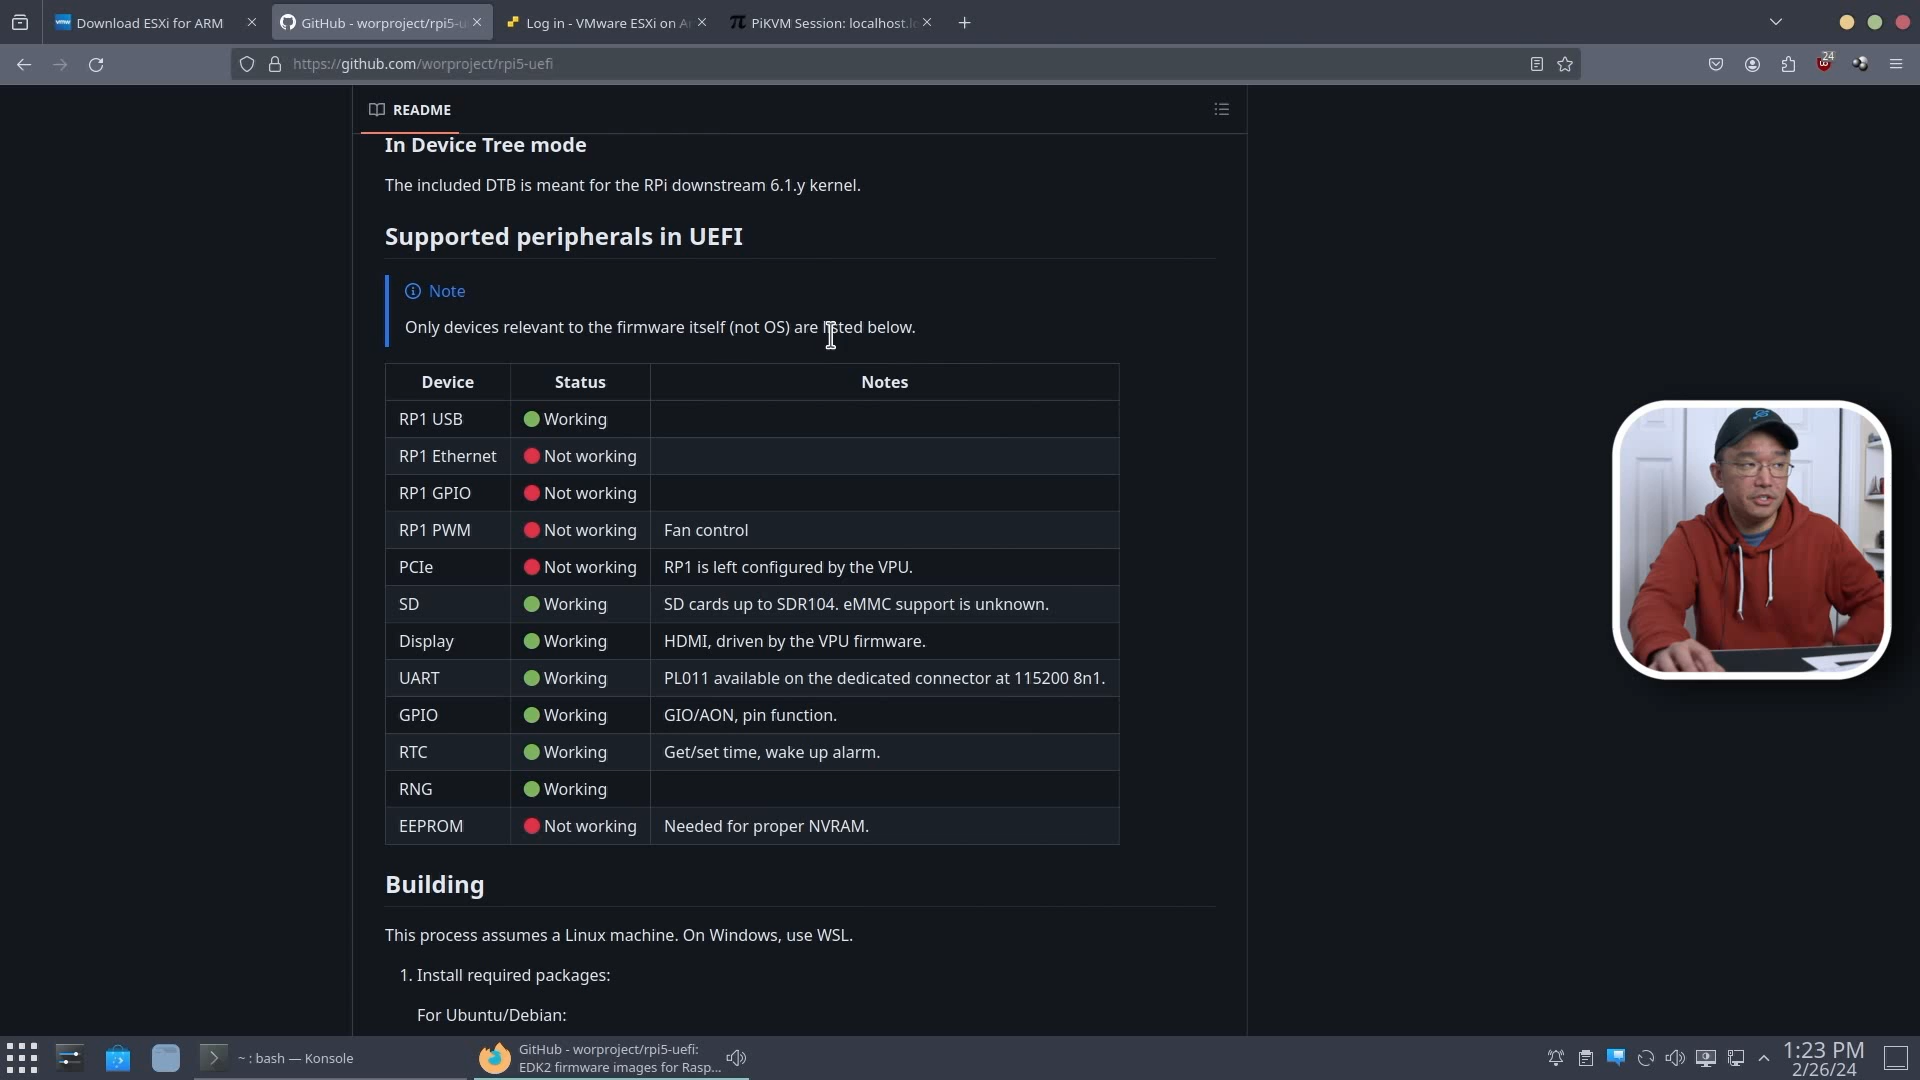 Download ESXi for ARM
GitHub - worproject/rpi5-u
Log in - VMware ESXi on A
PiKVM Session: localhost.lo
https://github.com/worproject/rpi5-uefi
24
README
In Device Tree mode
The included DTB is meant for the RPi downstream 6.1.y kernel.
Supported peripherals in UEFI
Note
Only devices relevant to the firmware itself (not OS) are listed below.
Device Status Notes
RP1 USB Working
RP1 Ethernet Not working
RP1 GPIO Not working
RP1 PWM Not working Fan control
PCIe Not working RP1 is left configured by the VPU.
SD Working SD cards up to SDR104. eMMC support is unknown.
Display Working HDMI, driven by the VPU firmware.
UART Working PL011 available on the dedicated connector at 115200 8n1.
GPIO Working GIO/AON, pin function.
RTC Working Get/set time, wake up alarm.
RNG Working
EEPROM Not working Needed for proper NVRAM.
Building
This process assumes a Linux machine. On Windows, use WSL.
1. Install required packages:
For Ubuntu/Debian:
~ : bash — Konsole
GitHub - worproject/rpi5-uefi:
EDK2 firmware images for Rasp...
1:23 PM
2/26/24